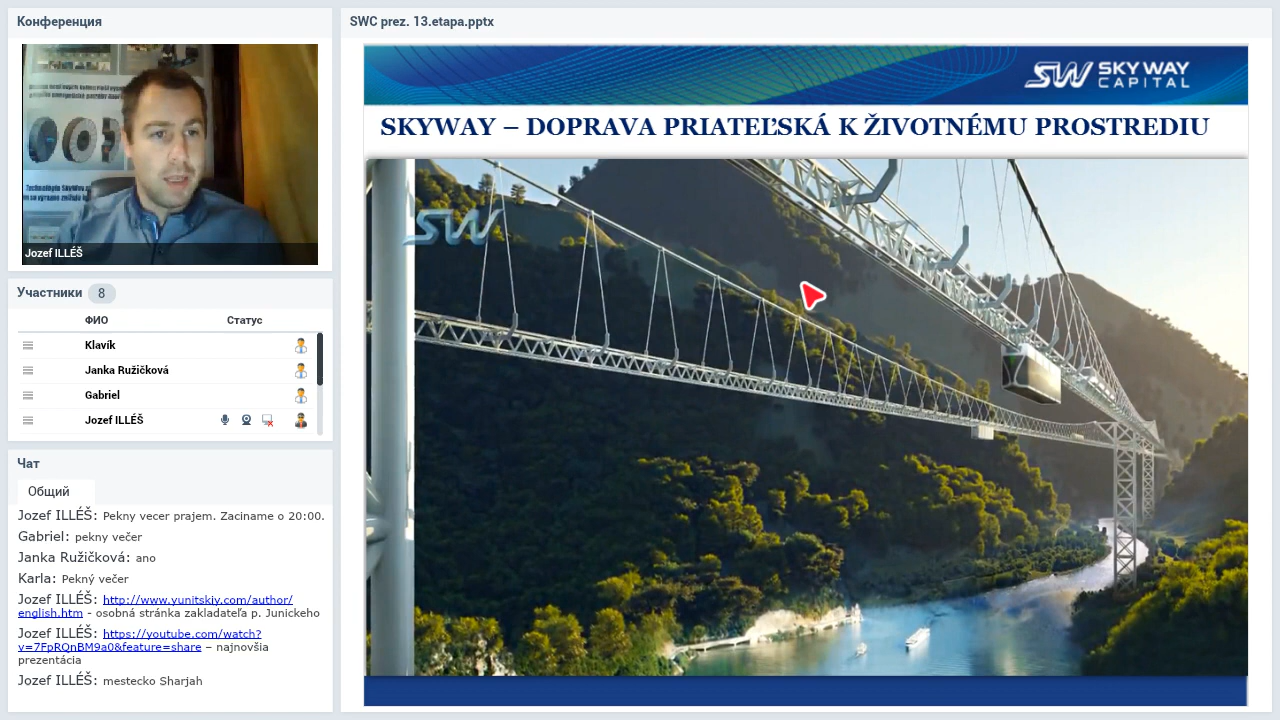 Конференция
Jozef ILLÉŠ
Участники 8
ФИО Статус
Klavík
Janka Ružičková
Gabriel
Jozef ILLÉŠ
Чат
Общий
Jozef ILLÉŠ: Pekny vecer prajem. Zaciname o 20:00.
Gabriel: pekny večer
Janka Ružičková: ano
Karla: Pekný večer
Jozef ILLÉŠ: http://www.yunitskiy.com/author/
english.htm - osobná stránka zakladateľa p. Junickeho
Jozef ILLÉŠ: https://youtube.com/watch?
v=7FpRQnBM9a0&feature=share – najnovšia
prezentácia
Jozef ILLÉŠ: mestecko Sharjah
SWC prez. 13.etapa.pptx
SW SKY WAY
CAPITAL
SKYWAY – DOPRAVA PRIATEĽSKÁ K ŽIVOTNÉMU PROSTREDIU
SW